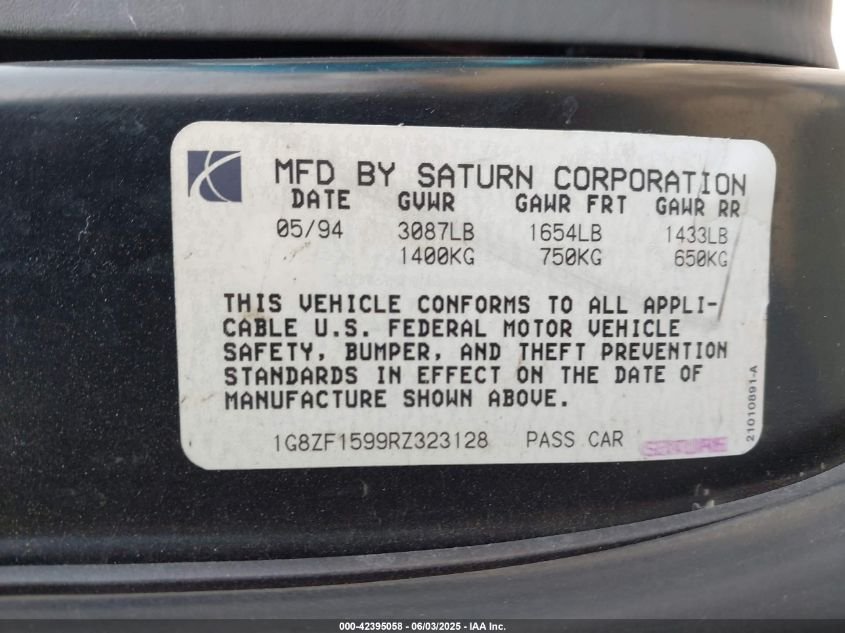 MFD BY SATURN CORPORATION
DATE GVWR GAWR FRT GAWR RR
05/94 3087LB 1654LB 1433LB
1400KG 750KG 650KG
THIS VEHICLE CONFORMS TO ALL APPLI-
CABLE U.S. FEDERAL MOTOR VEHICLE
SAFETY, BUMPER, AND THEFT PREVENTION
STANDARDS IN EFFECT ON THE DATE OF
MANUFACTURE SHOWN ABOVE.
1G8ZF1599RZ323128 PASS CAR
21010891-A
000-42395058 - 06/03/2025 - IAA Inc.